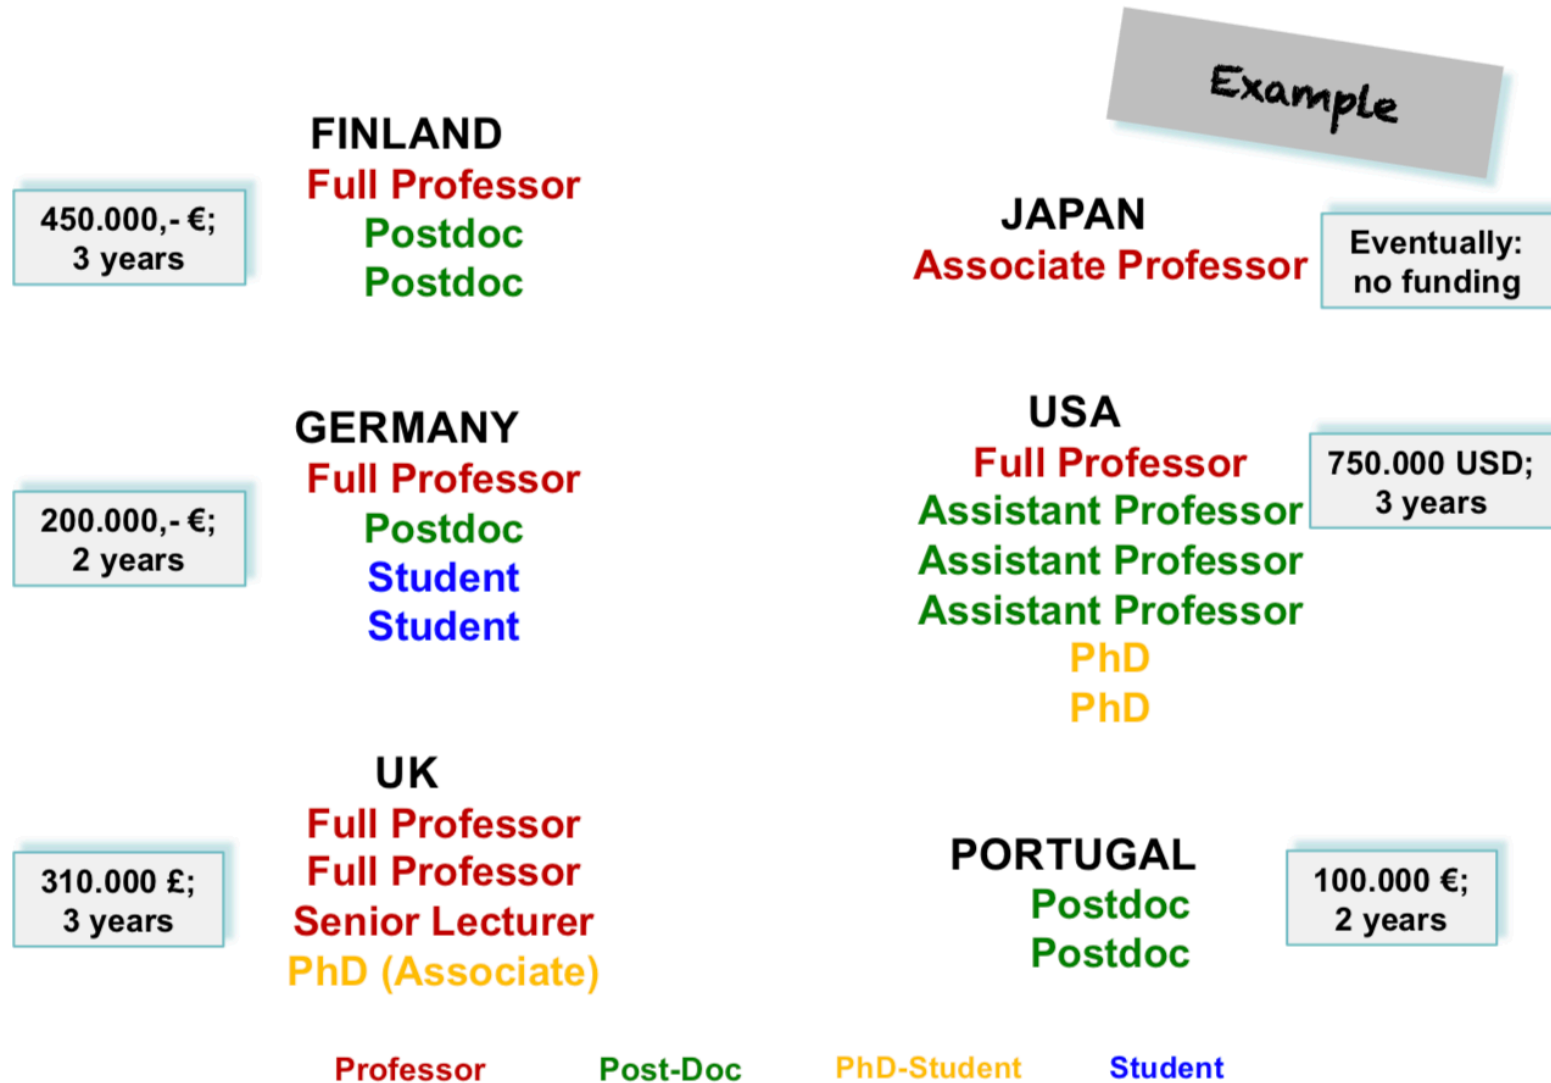 Example
FINLAND
Full Professor
Postdoc
Postdoc
450.000,- €;
3 years
JAPAN
Associate Professor
Eventually:
no funding
GERMANY
Full Professor
Postdoc
Student
Student
200.000,- €;
2 years
USA
Full Professor
Assistant Professor
Assistant Professor
Assistant Professor
PhD
PhD
750.000 USD;
3 years
UK
Full Professor
Full Professor
Senior Lecturer
PhD (Associate)
310.000 £;
3 years
PORTUGAL
Postdoc
Postdoc
100.000 €;
2 years
Professor
Post-Doc
PhD-Student
Student